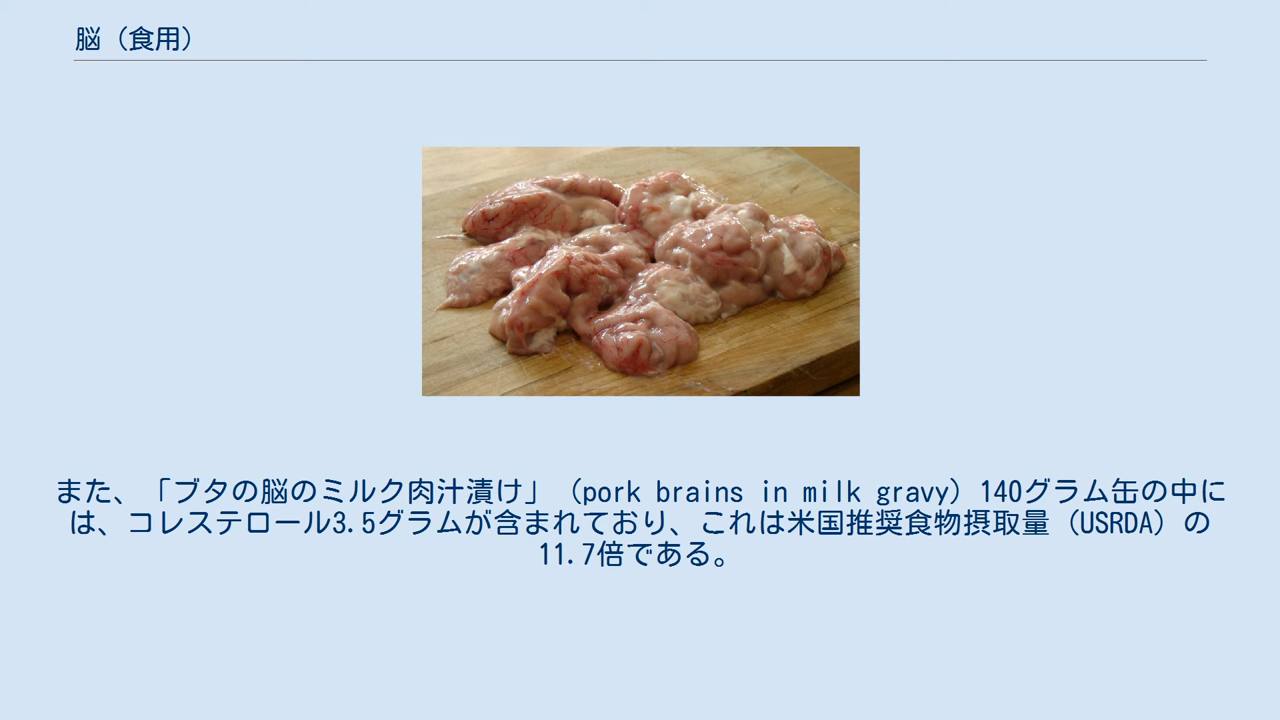 脳（食用）
また、「ブタの脳のミルク肉汁漬け」（pork brains in milk gravy）140グラム缶の中に
は、コレステロール3.5グラムが含まれており、これは米国推奨食物摂取量（USRDA）の
11.7倍である。